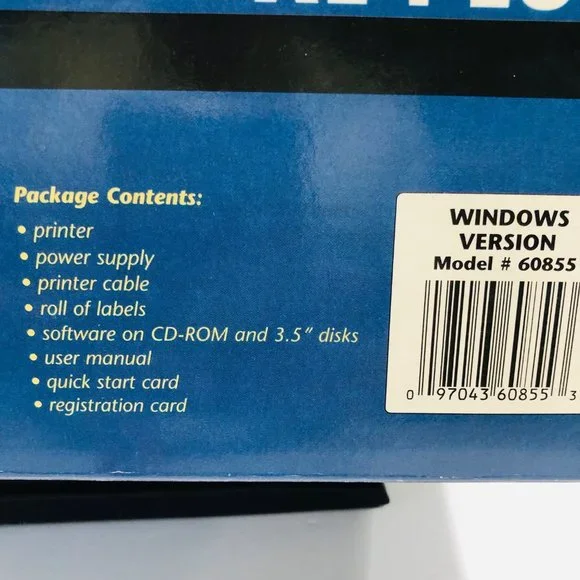 Package Contents:
• printer
• power supply
• printer cable
• roll of labels
• software on CD-ROM and 3.5" disks
• user manual
• quick start card
• registration card
WINDOWS
VERSION
Model # 60855
0 97043 60855 3